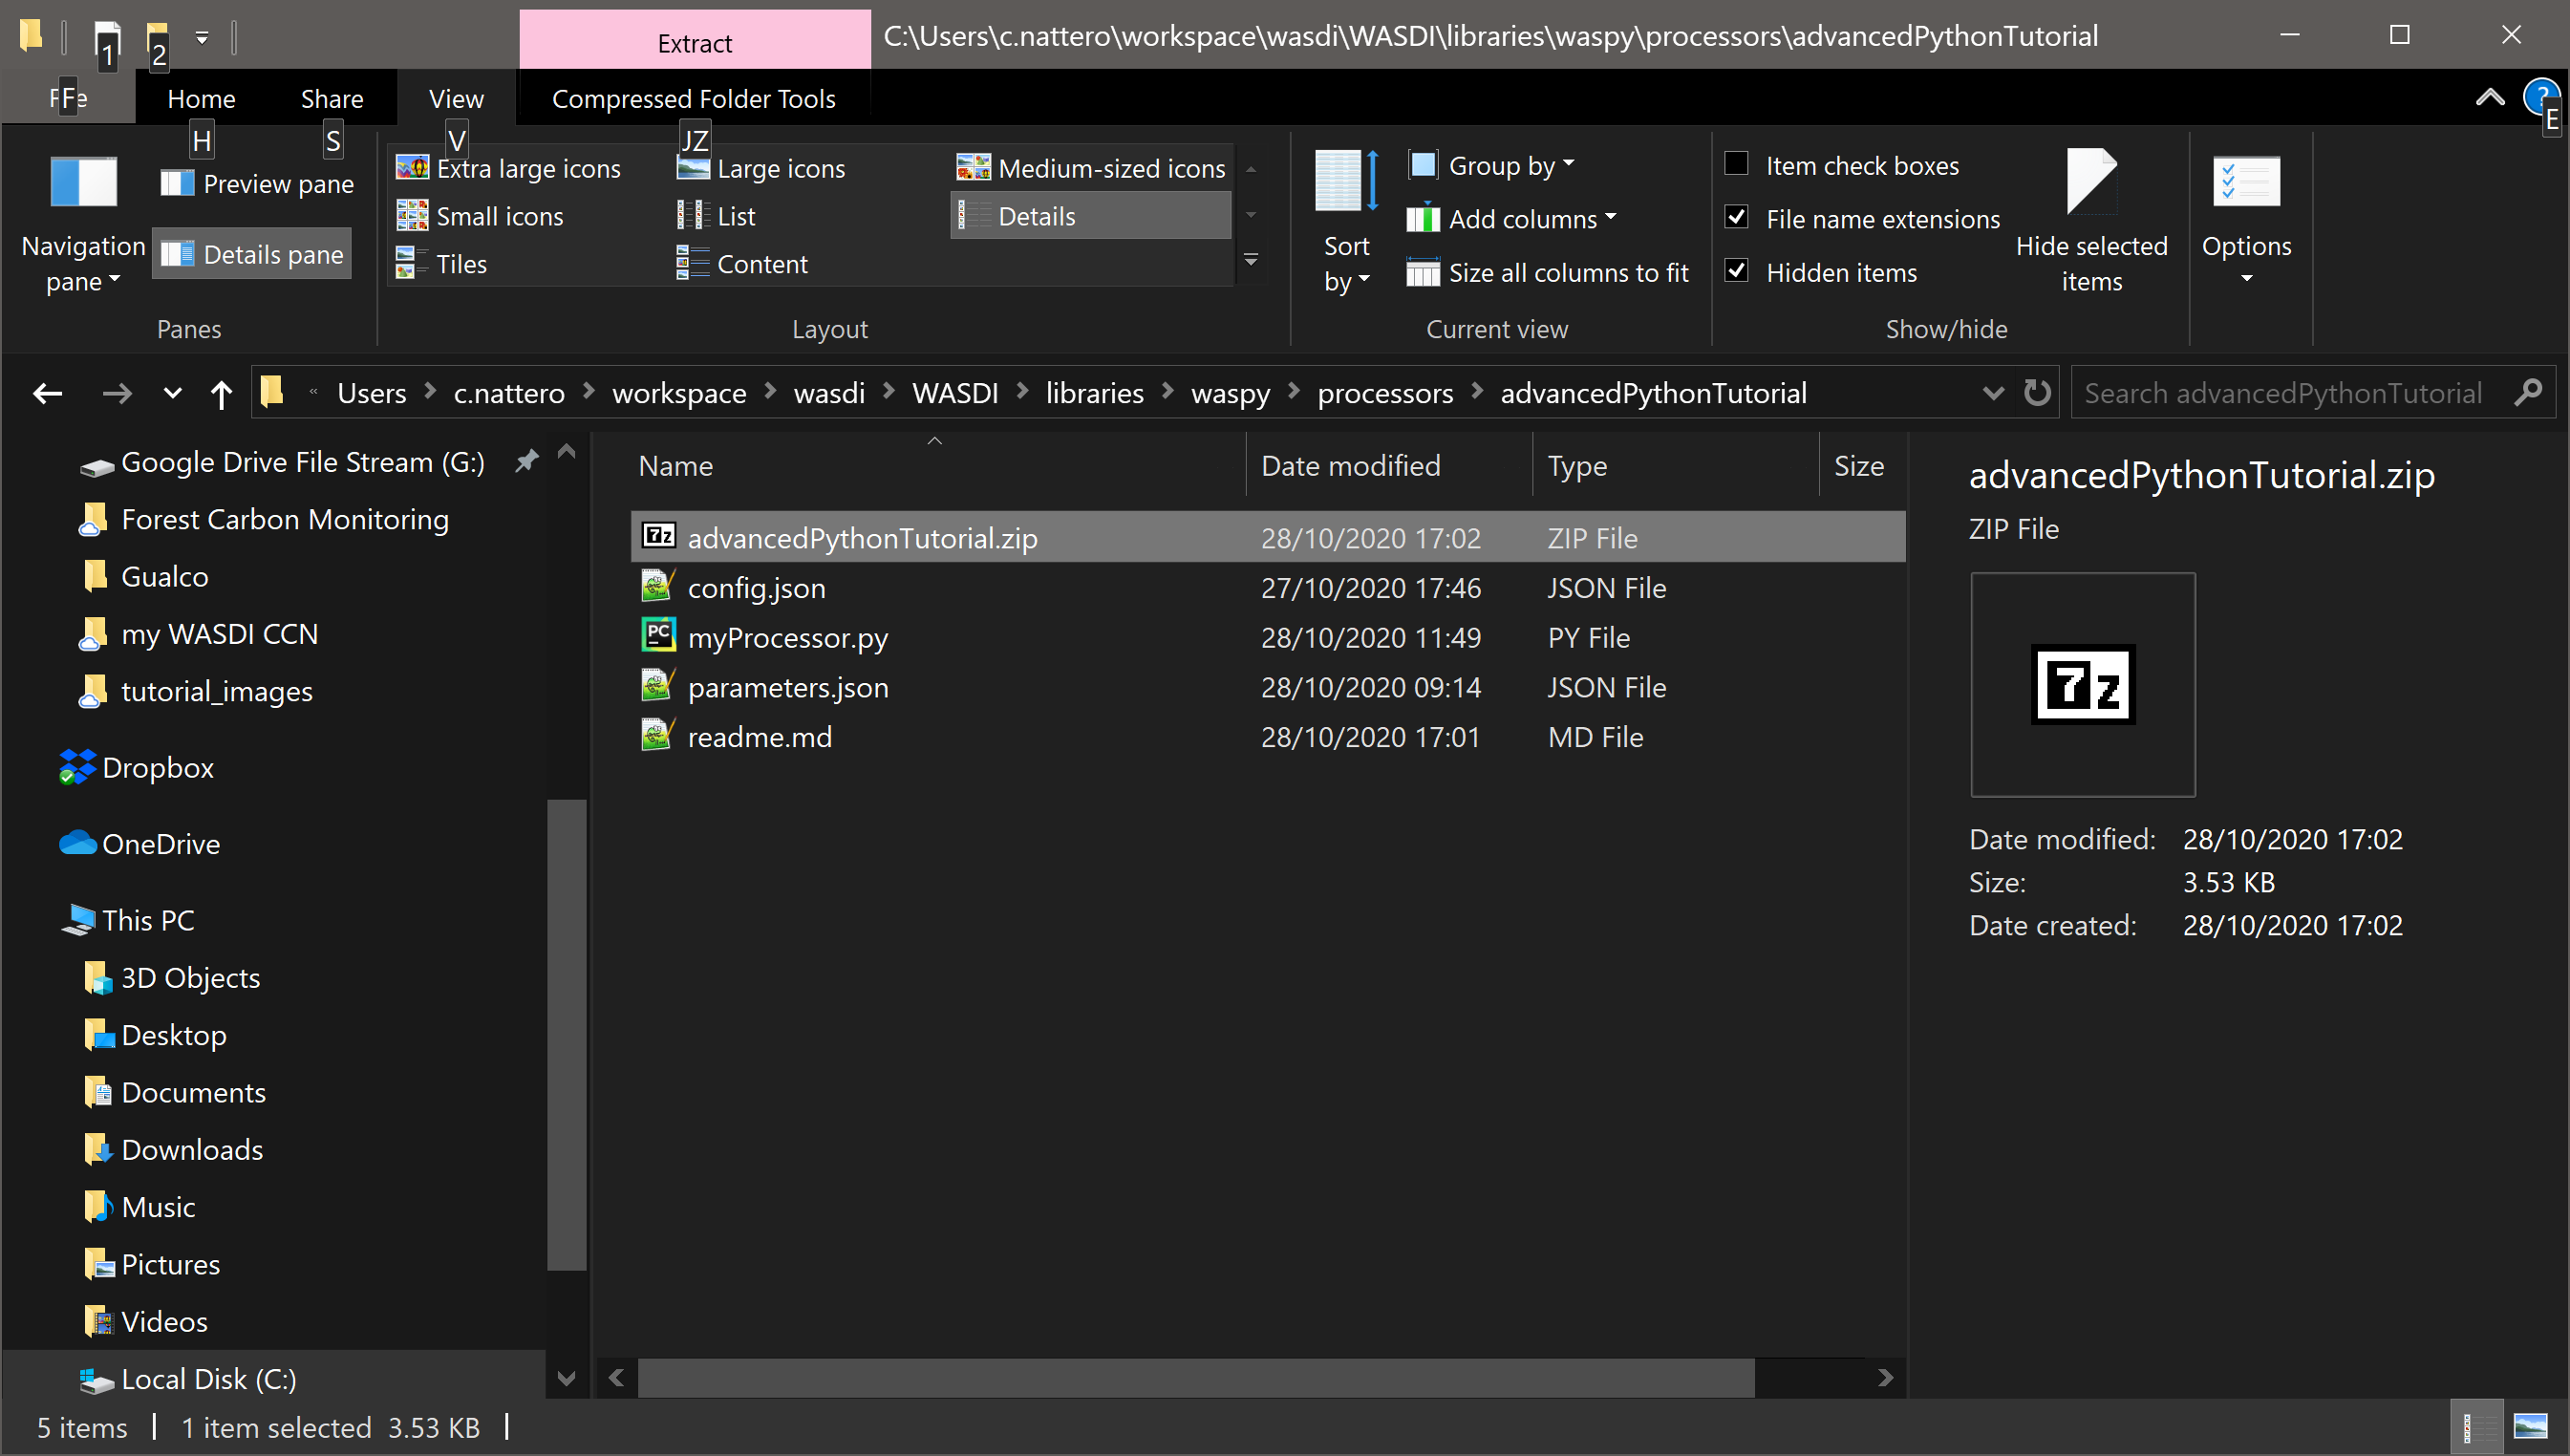 1
2
Extract
C:\Users\c.nattero\workspace\wasdi\WASDI\libraries\waspy\processors\advancedPythonTutorial
F
Home
Share
View
Compressed Folder Tools
?
E
H
S
V
JZ
Navigation pane
Preview pane
Details pane
Panes
Extra large icons
Large icons
Medium-sized icons
Small icons
List
Details
Tiles
Content
Layout
Sort by
Group by
Add columns
Size all columns to fit
Current view
Item check boxes
File name extensions
Hidden items
Hide selected items
Show/hide
Options
« Users > c.nattero > workspace > wasdi > WASDI > libraries > waspy > processors > advancedPythonTutorial
Search advancedPythonTutorial
Google Drive File Stream (G:)
Forest Carbon Monitoring
Gualco
my WASDI CCN
tutorial_images
Dropbox
OneDrive
This PC
3D Objects
Desktop
Documents
Downloads
Music
Pictures
Videos
Local Disk (C:)
Name Date modified Type Size
7z advancedPythonTutorial.zip 28/10/2020 17:02 ZIP File
config.json 27/10/2020 17:46 JSON File
PC myProcessor.py 28/10/2020 11:49 PY File
parameters.json 28/10/2020 09:14 JSON File
readme.md 28/10/2020 17:01 MD File
advancedPythonTutorial.zip
ZIP File
7z
Date modified: 28/10/2020 17:02
Size: 3.53 KB
Date created: 28/10/2020 17:02
5 items | 1 item selected 3.53 KB |